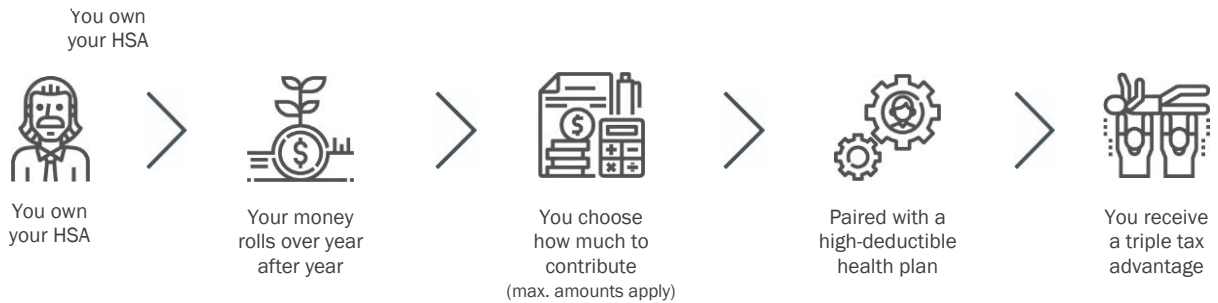 You own
your HSA
You own
your HSA
Your money
rolls over year
after year
You choose
how much to
contribute
(max. amounts apply)
Paired with a
high-deductible
health plan
You receive
a triple tax
advantage